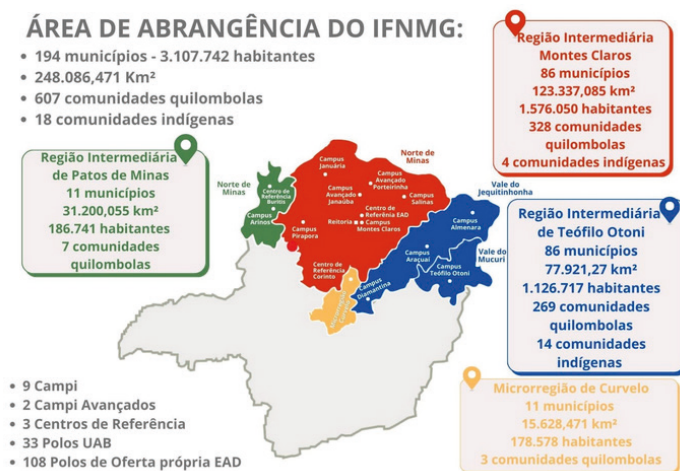 ÁREA DE ABRANGÊNCIA DO IFNMG:
194 municípios - 3.107.742 habitantes
248.086,471 Km²
607 comunidades quilombolas
18 comunidades indígenas
Região Intermediária
Montes Claros
86 municípios
123.337,085 km²
1.576.050 habitantes
328 comunidades
quilombolas
4 comunidades indígenas
Região Intermediária
de Patos de Minas
11 municípios
31.200,055 km²
186.741 habitantes
7 comunidades
quilombolas
Norte de
Minas
Centro de
Referência
Buritis
Campus
Arinos
Norte de
Minas
Campus
Januária
Campus
Avançado
Porteirinha
Campus
Avançado
Janaúba
Campus
Salinas
Centro de
Referênia EAD
Reitoria
Campus
Montes Claros
Campus
Pirapora
Centro de
Referência
Corinto
Microrregião
Curvelo
Vale do
Jequitinhonha
Campus
Almenara
Campus
Araçuaí
Vale do
Mucuri
Campus
Teófilo Otoni
Campus
Diamantina
Região Intermediária
de Teófilo Otoni
86 municípios
77.921,27 km²
1.126.717 habitantes
269 comunidades
quilombolas
14 comunidades
indígenas
9 Campi
2 Campi Avançados
3 Centros de Referência
33 Polos UAB
108 Polos de Oferta própria EAD
Microrregião de Curvelo
11 municípios
15.628,471 km²
178.578 habitantes
3 comunidades quilombolas